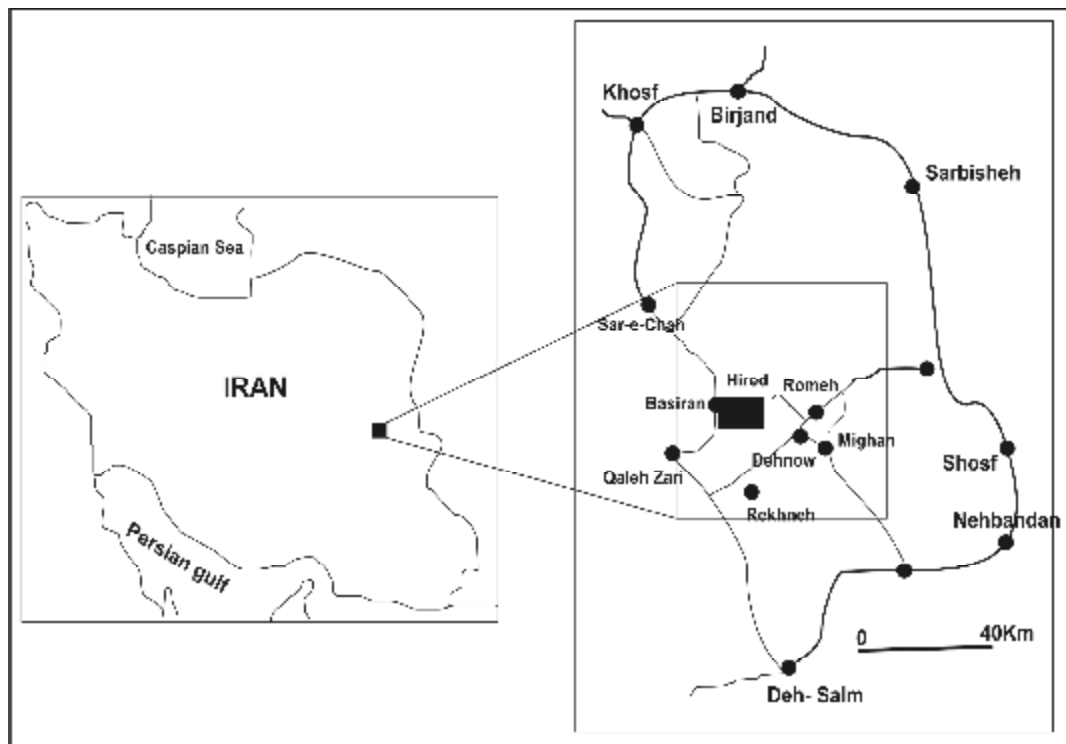 Khosf
Birjand
Sarbisheh
Caspian Sea
IRAN
Persian gulf
Sar-e-Chah
Hired
Romeh
Basiran
Mighan
Dehnow
Qaleh Zari
Rekhneh
Shosf
Nehbandan
0 40Km
Deh- Salm